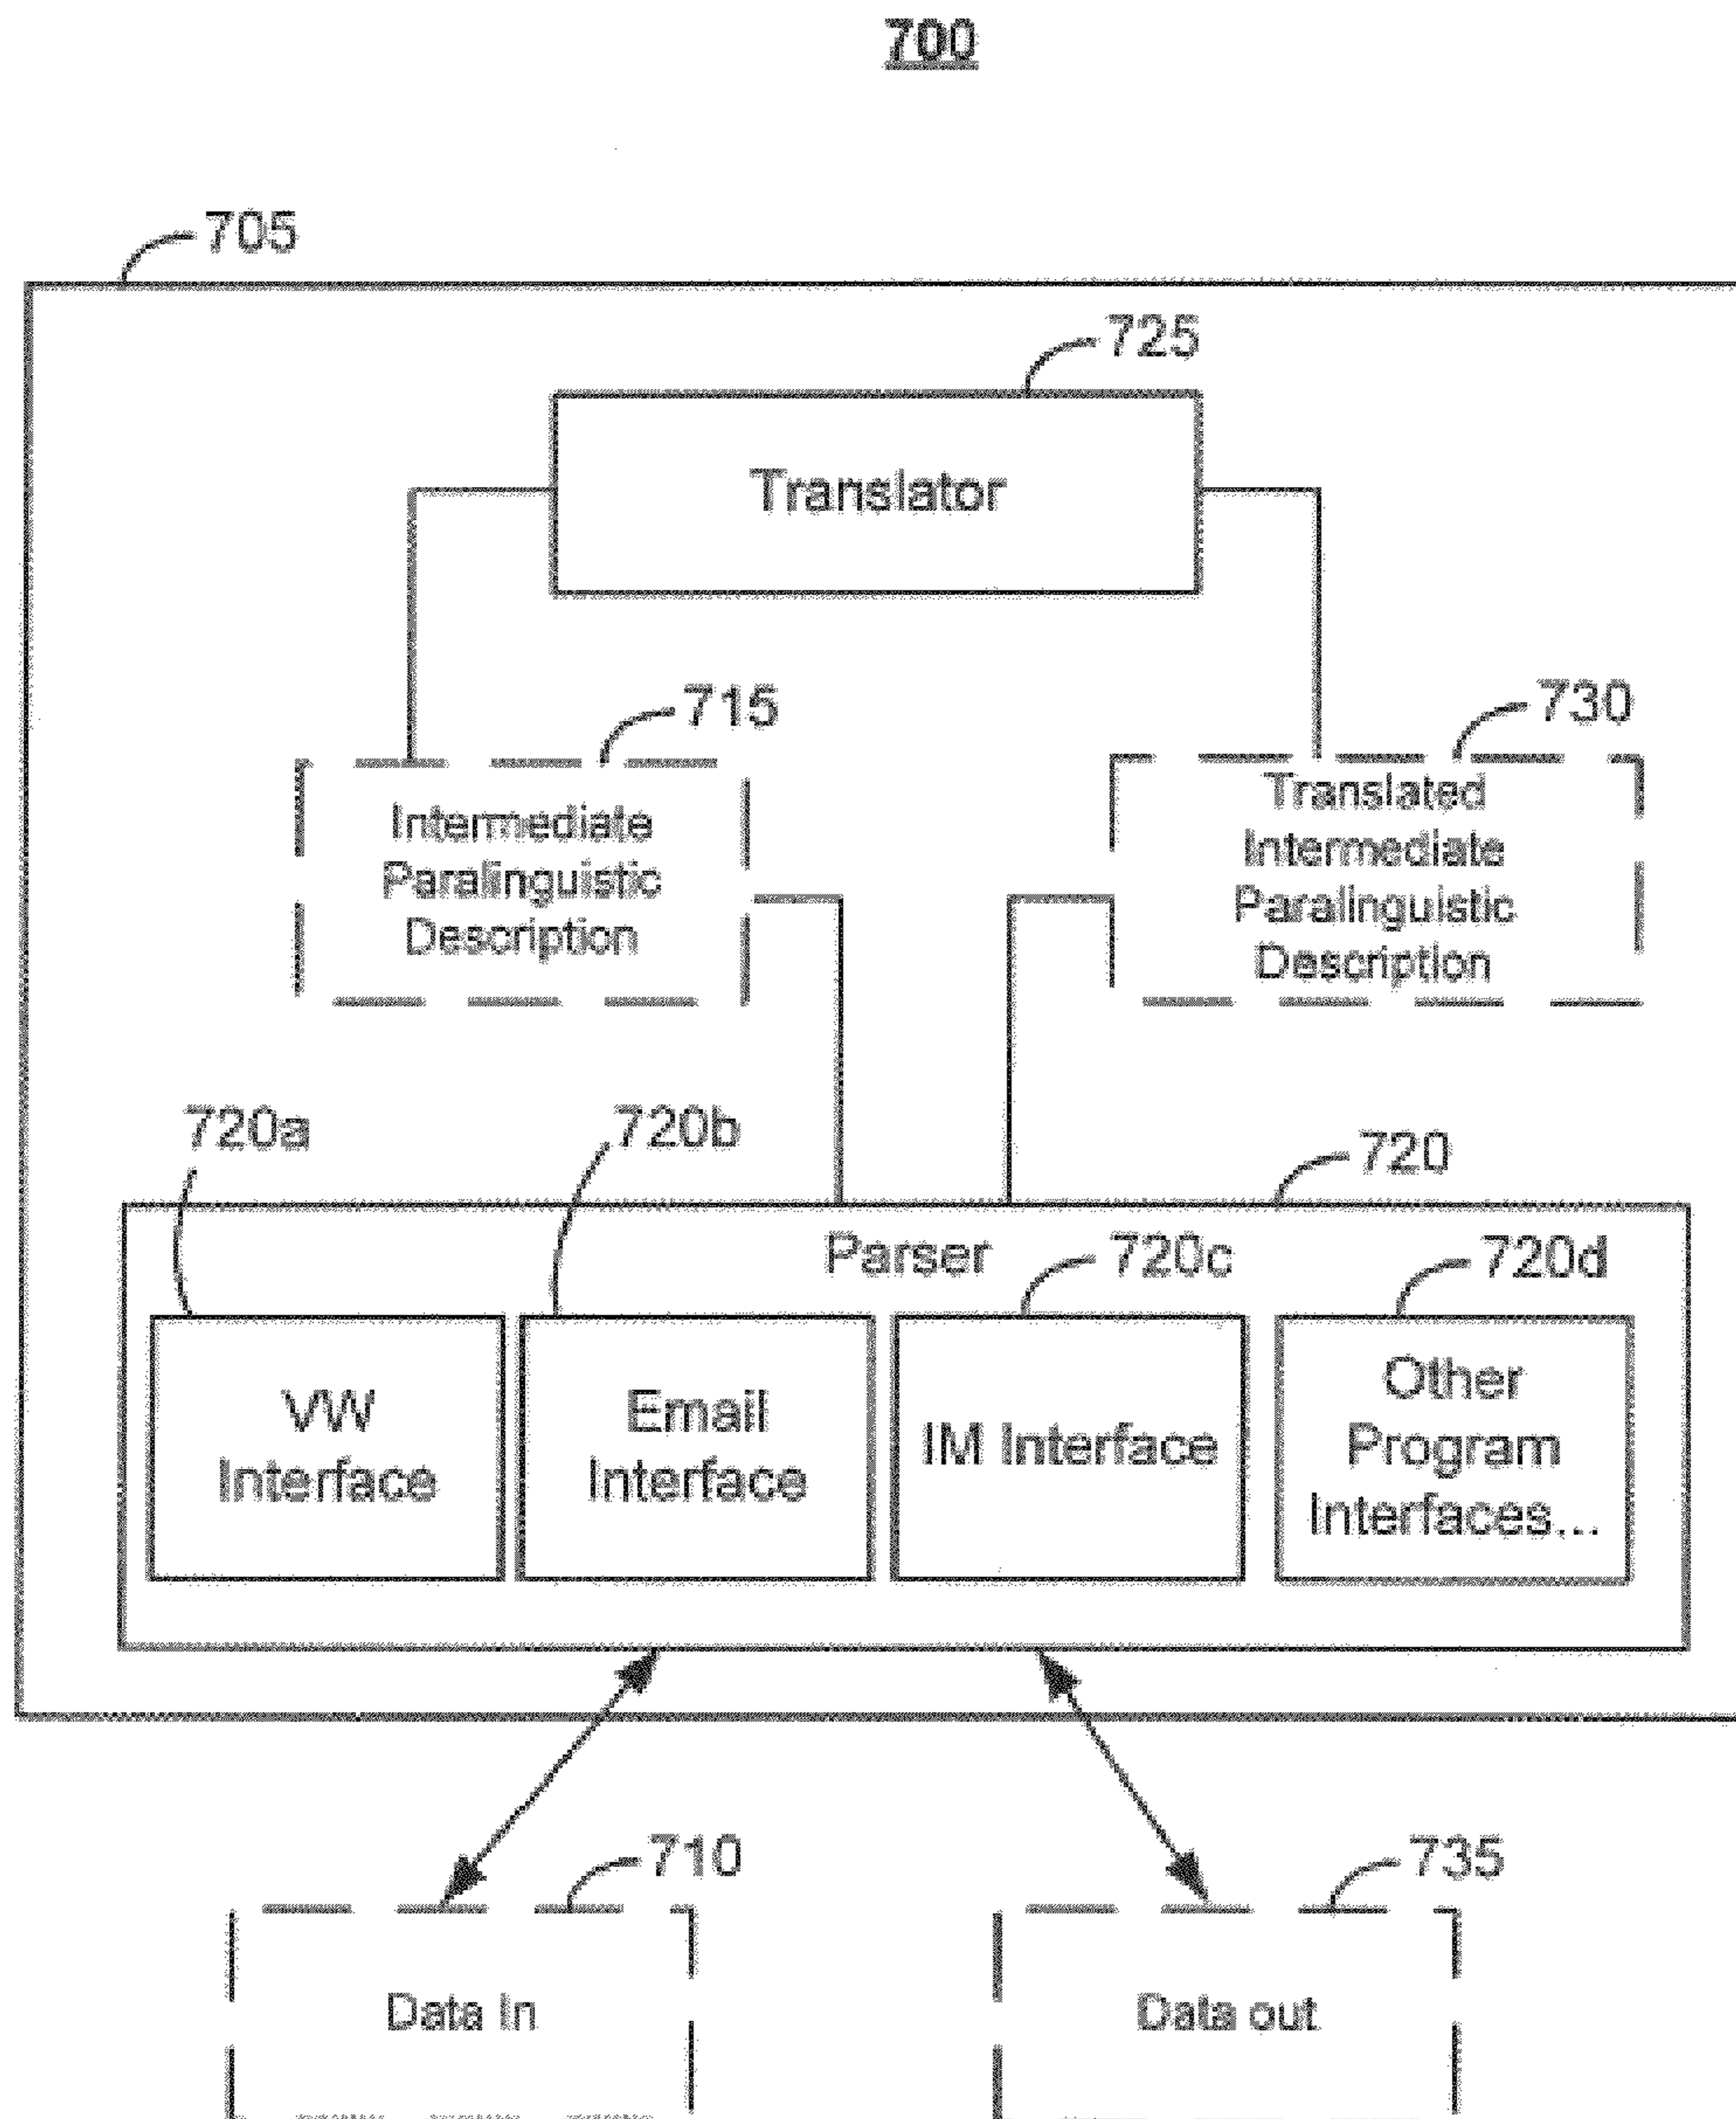 700
705
725
Translator
715
730
Intermediate
Paralinguistic
Description
Translated
Intermediate
Paralinguistic
Description
720a
720b
720
Parser
720c
720d
VW
Interface
Email
Interface
IM Interface
Other
Program
Interfaces...
710
735
Data In
Data out